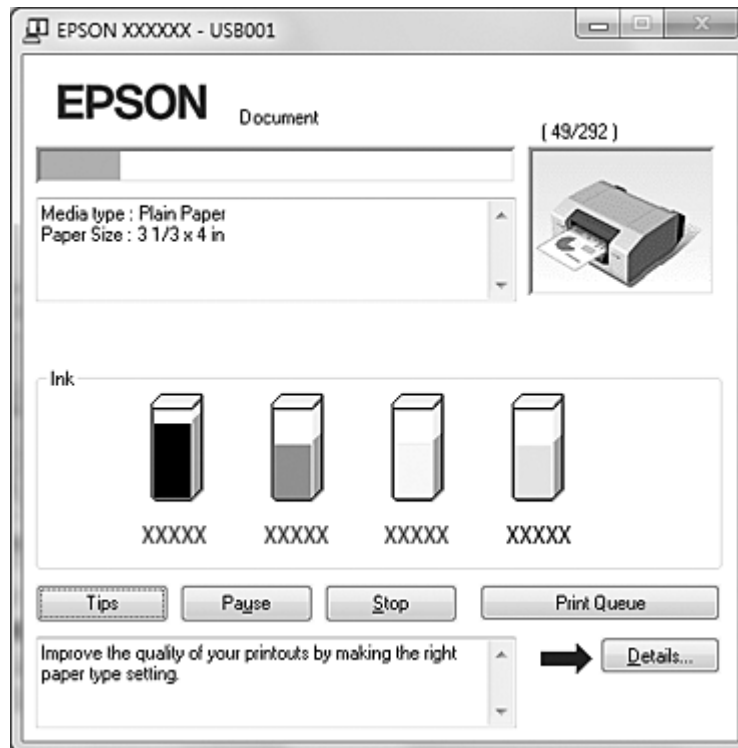 EPSON XXXXXX - USB001
EPSON
Document
( 49/292 )
Media type : Plain Paper
Paper Size : 3 1/3 x 4 in
Ink
XXXXX XXXXX XXXXX XXXXX
Tips Pause Stop Print Queue
Improve the quality of your printouts by making the right
paper type setting.
Details...